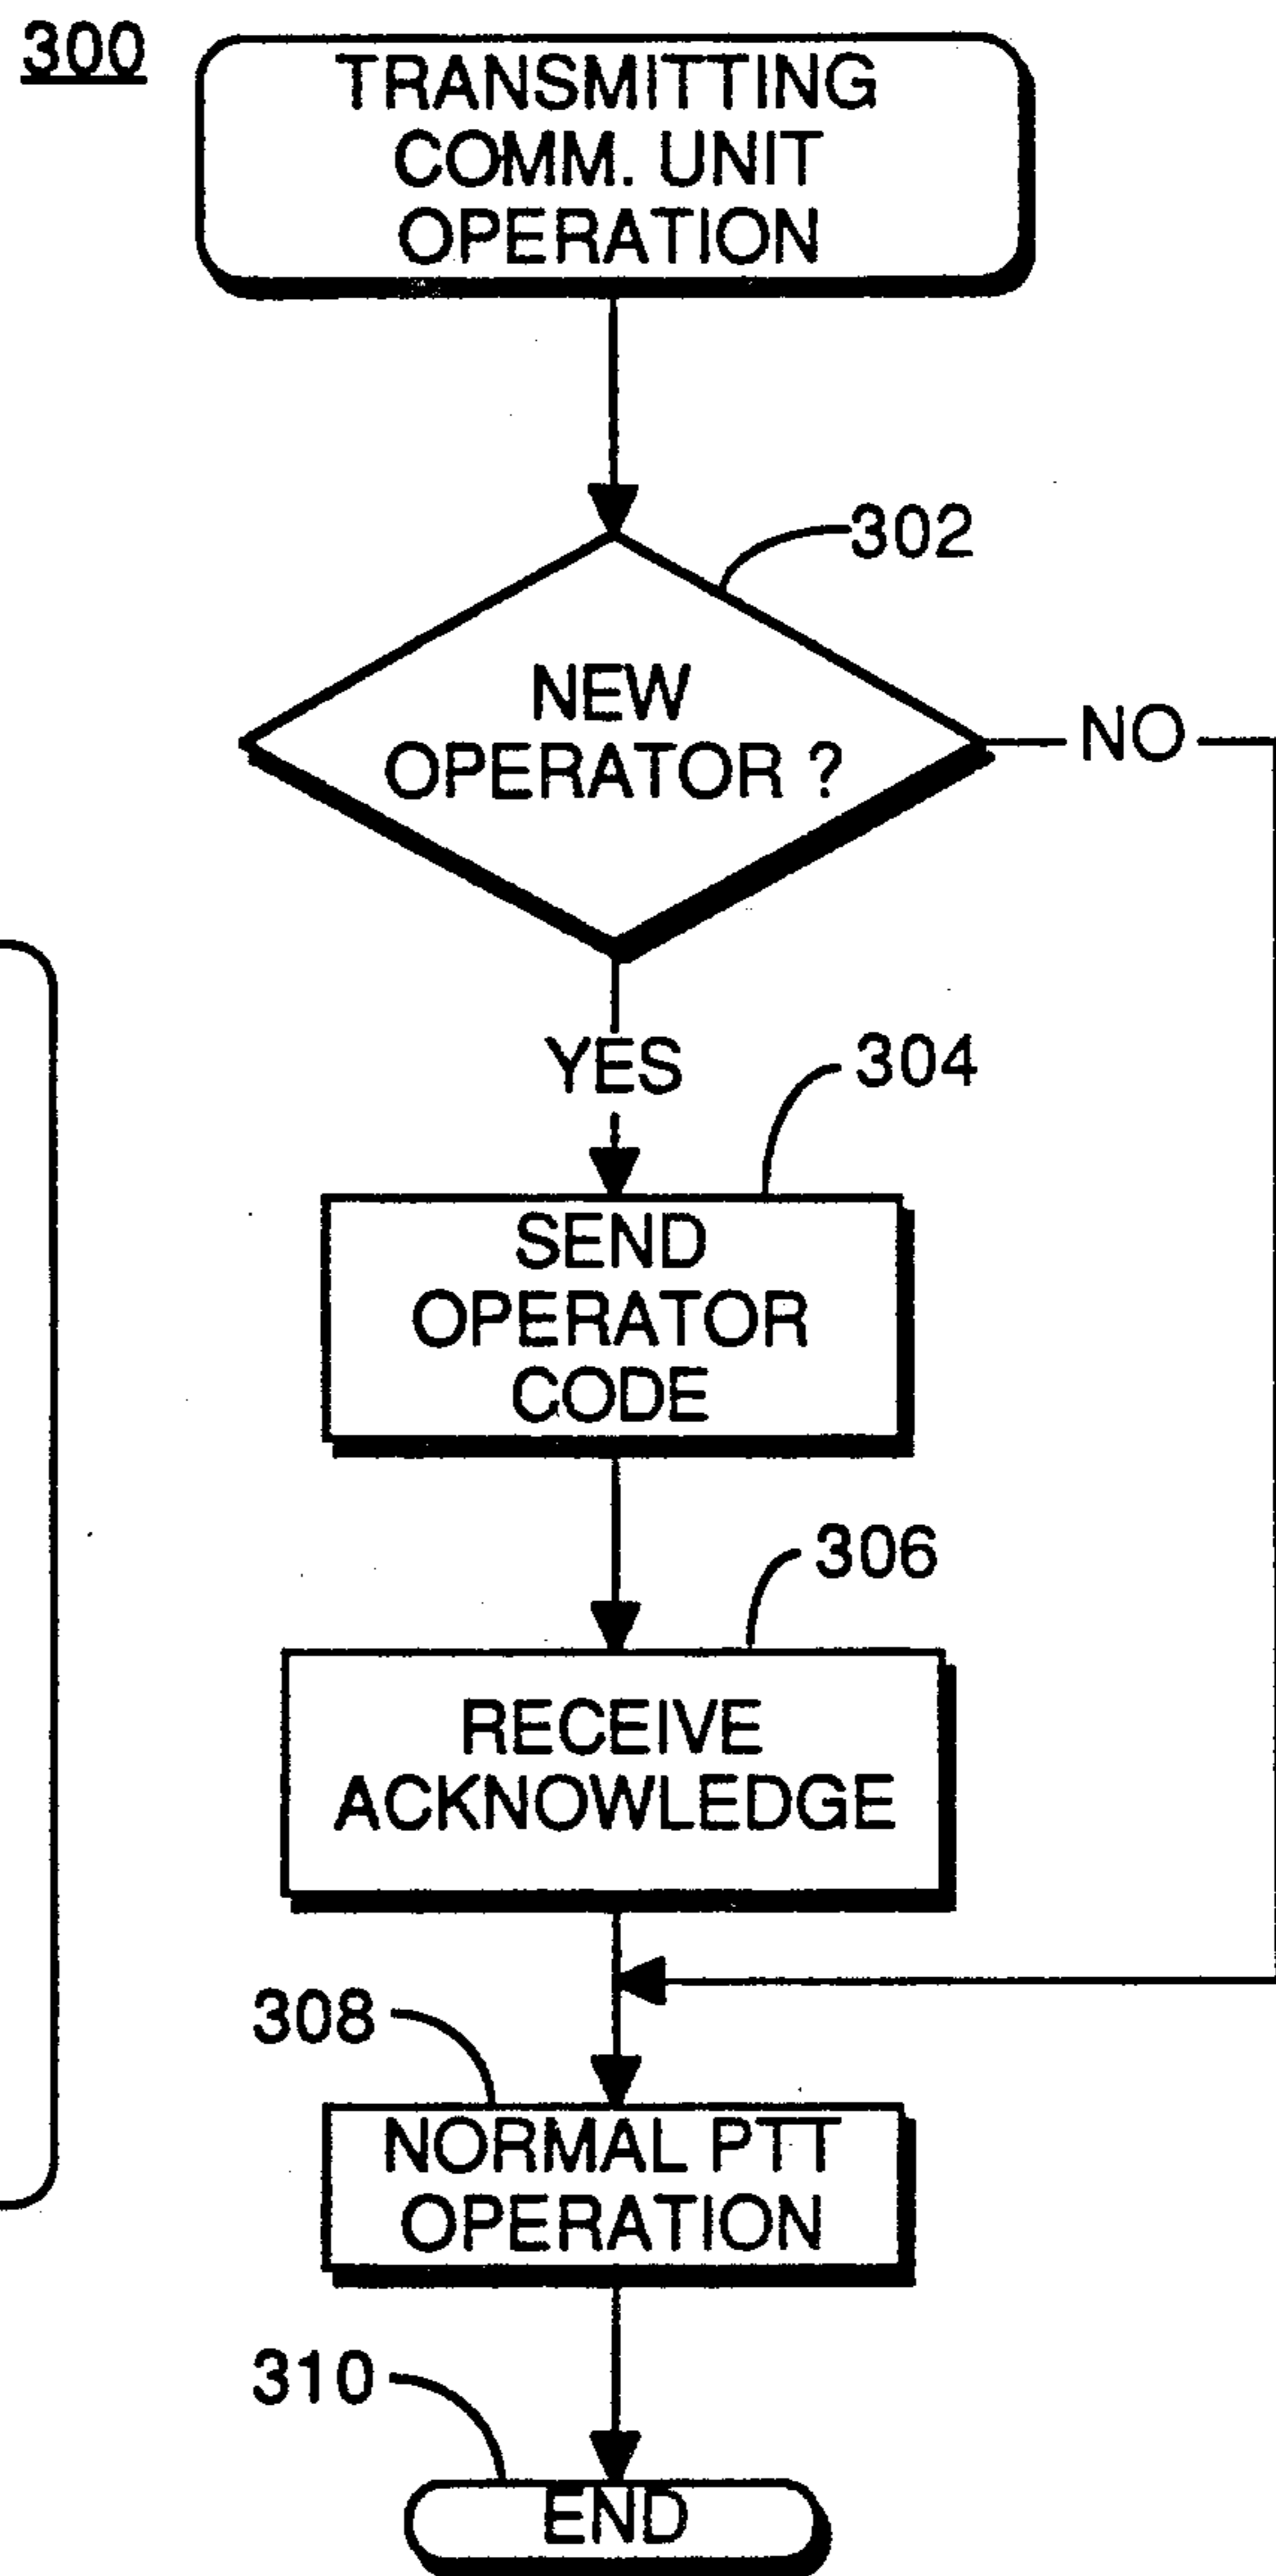 300
TRANSMITTING
COMM. UNIT
OPERATION
302
NEW
OPERATOR ?
NO
YES
304
SEND
OPERATOR
CODE
306
RECEIVE
ACKNOWLEDGE
308
NORMAL PTT
OPERATION
310
END